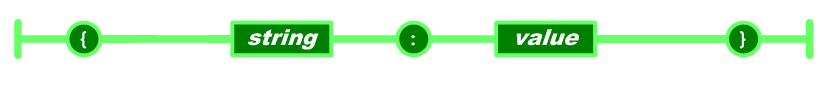 { string : value }